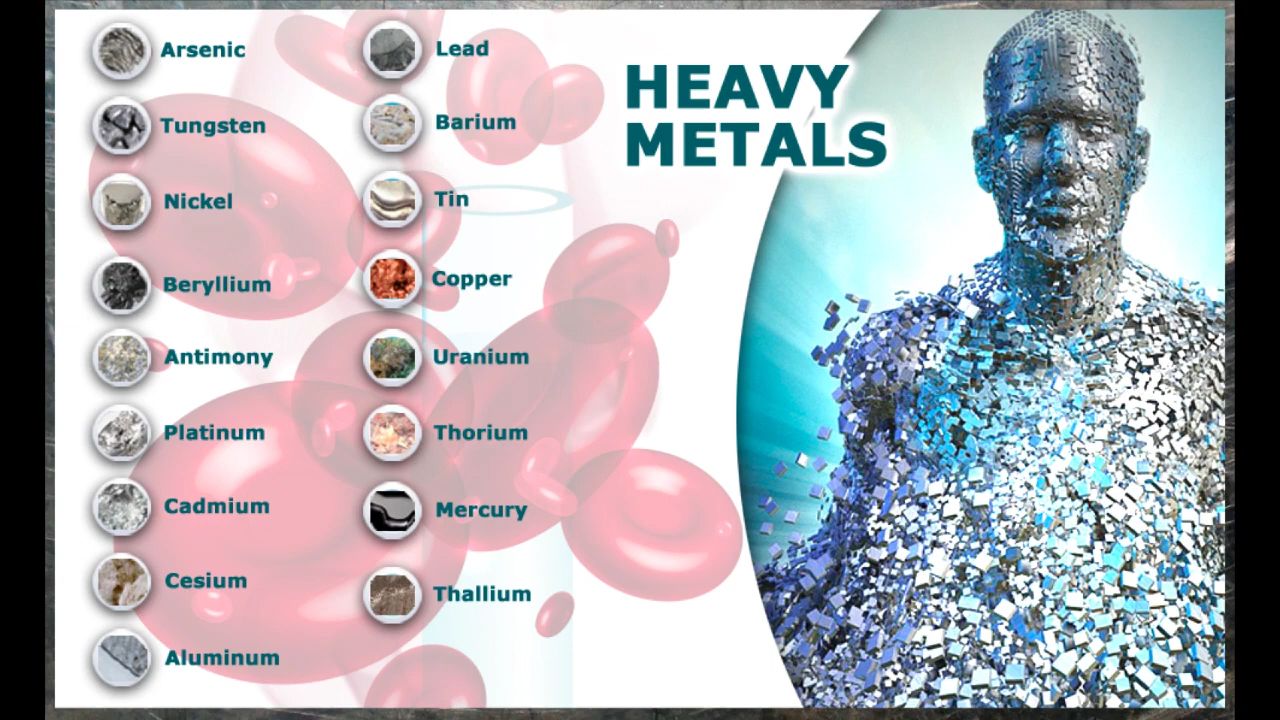 Arsenic
Tungsten
Nickel
Beryllium
Antimony
Platinum
Cadmium
Cesium
Aluminum
Lead
Barium
Tin
Copper
Uranium
Thorium
Mercury
Thallium
HEAVY
METALS